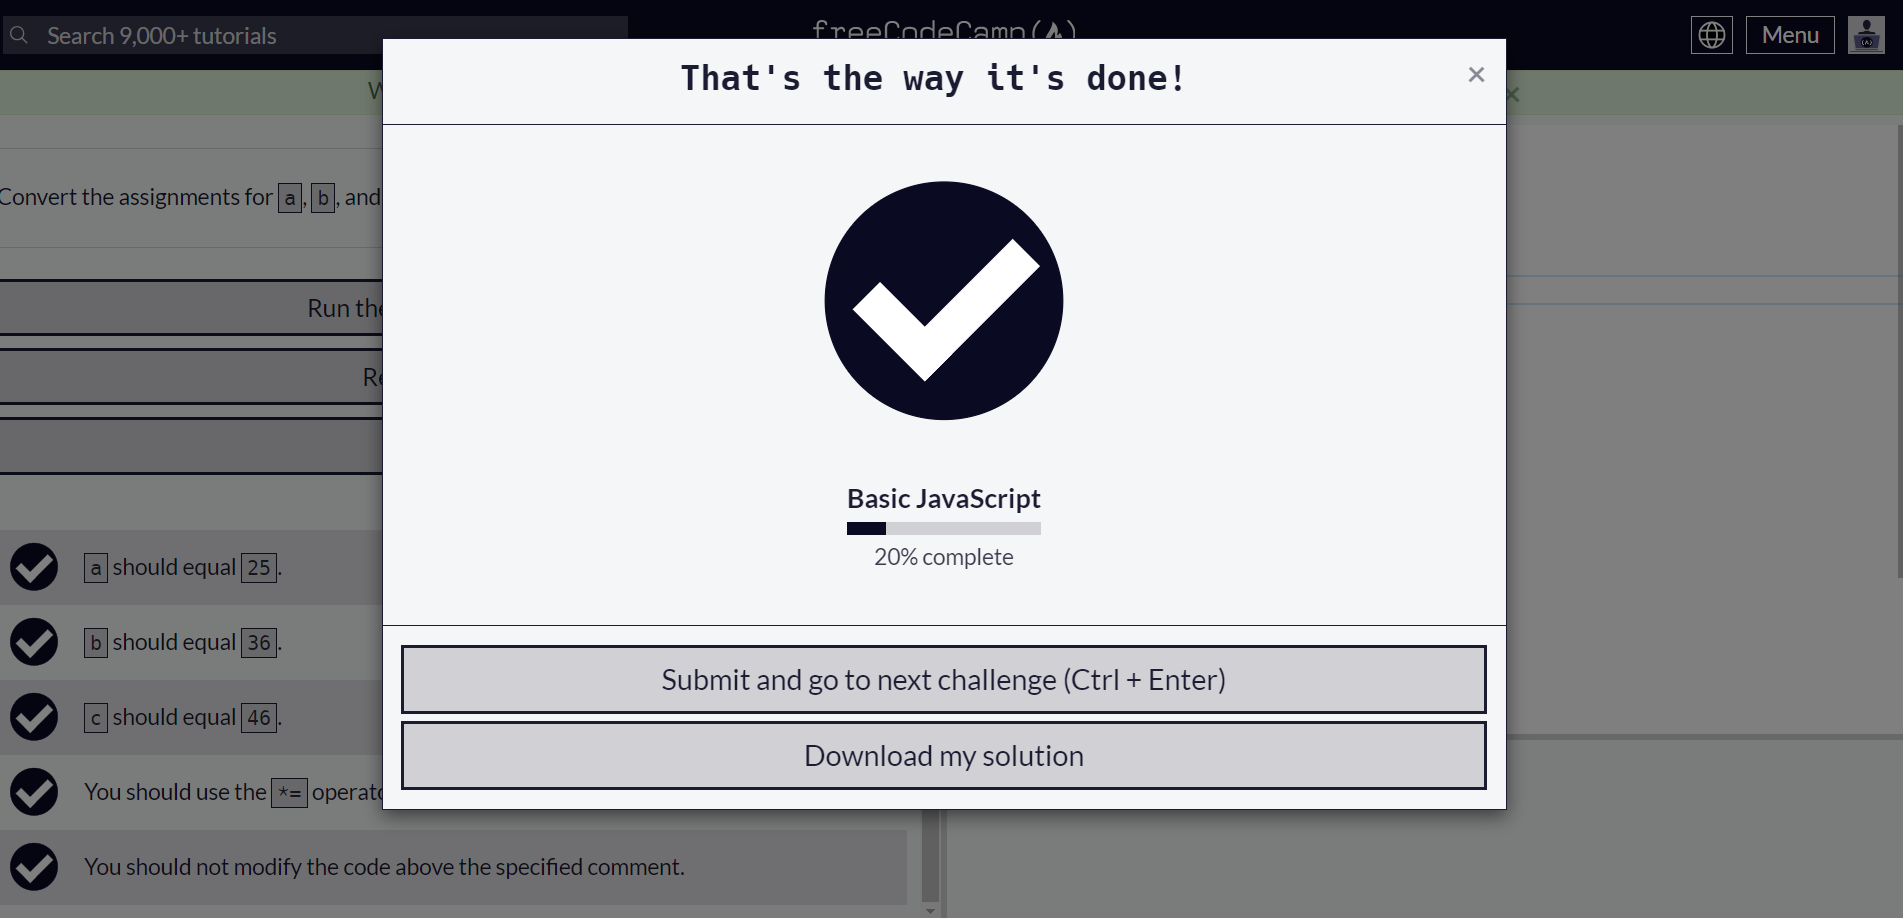 Search 9,000+ tutorials
freeCodeCamp(🔥)
Menu
That's the way it's done!
×
Convert the assignments for a, b, and
Run the
Basic JavaScript
20% complete
a should equal 25.
b should equal 36.
c should equal 46.
You should use the *=
You should not modify the code above the specified comment.
Submit and go to next challenge (Ctrl + Enter)
Download my solution